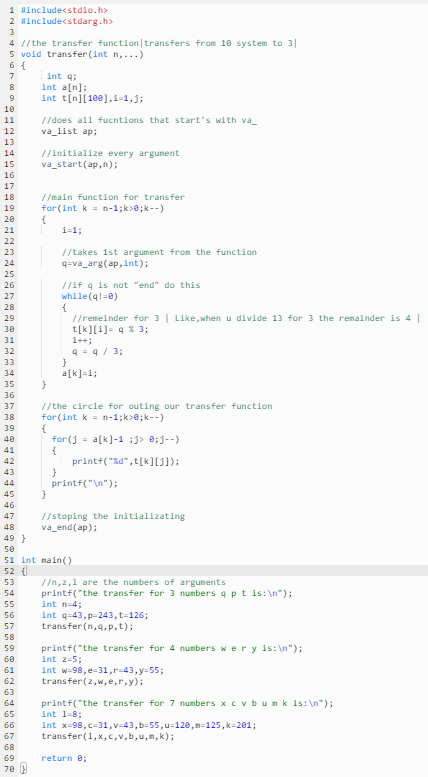 1 #include<stdio.h>
2 #include<stdarg.h>
3
4 //the transfer function|transfers from 10 system to 3|
5 void transfer(int n,...)
6 {
7 int q;
8 int a[n];
9 int t[n][100],i=1,j;
10
11 //does all fucntions that start's with va_
12 va_list ap;
13
14 //initialize every argument
15 va_start(ap,n);
16
17
18 //main function for transfer
19 for(int k = n-1;k>0;k--)
20 {
21 i=1;
22
23 //takes 1st argument from the function
24 q=va_arg(ap,int);
25
26 //if q is not "end" do this
27 while(q!=0)
28 {
29 //remeinder for 3 | Like,when u divide 13 for 3 the remainder is 4 |
30 t[k][i]= q % 3;
31 i++;
32 q = q / 3;
33 }
34 a[k]=i;
35 }
36
37 //the circle for outing our transfer function
38 for(int k = n-1;k>0;k--)
39 {
40 for(j = a[k]-1 ;j> 0;j--)
41 {
42 printf("%d",t[k][j]);
43 }
44 printf("\n");
45 }
46
47 //stoping the initializating
48 va_end(ap);
49 }
50
51 int main()
52 {
53 //n,z,l are the numbers of arguments
54 printf("the transfer for 3 numbers q p t is:\n");
55 int n=4;
56 int q=43,p=243,t=126;
57 transfer(n,q,p,t);
58
59 printf("the transfer for 4 numbers w e r y is:\n");
60 int z=5;
61 int w=98,e=31,r=43,y=55;
62 transfer(z,w,e,r,y);
63
64 printf("the transfer for 7 numbers x c v b u m k is:\n");
65 int l=8;
66 int x=98,c=31,v=43,b=55,u=120,m=125,k=201;
67 transfer(l,x,c,v,b,u,m,k);
68
69 return 0;
70 }